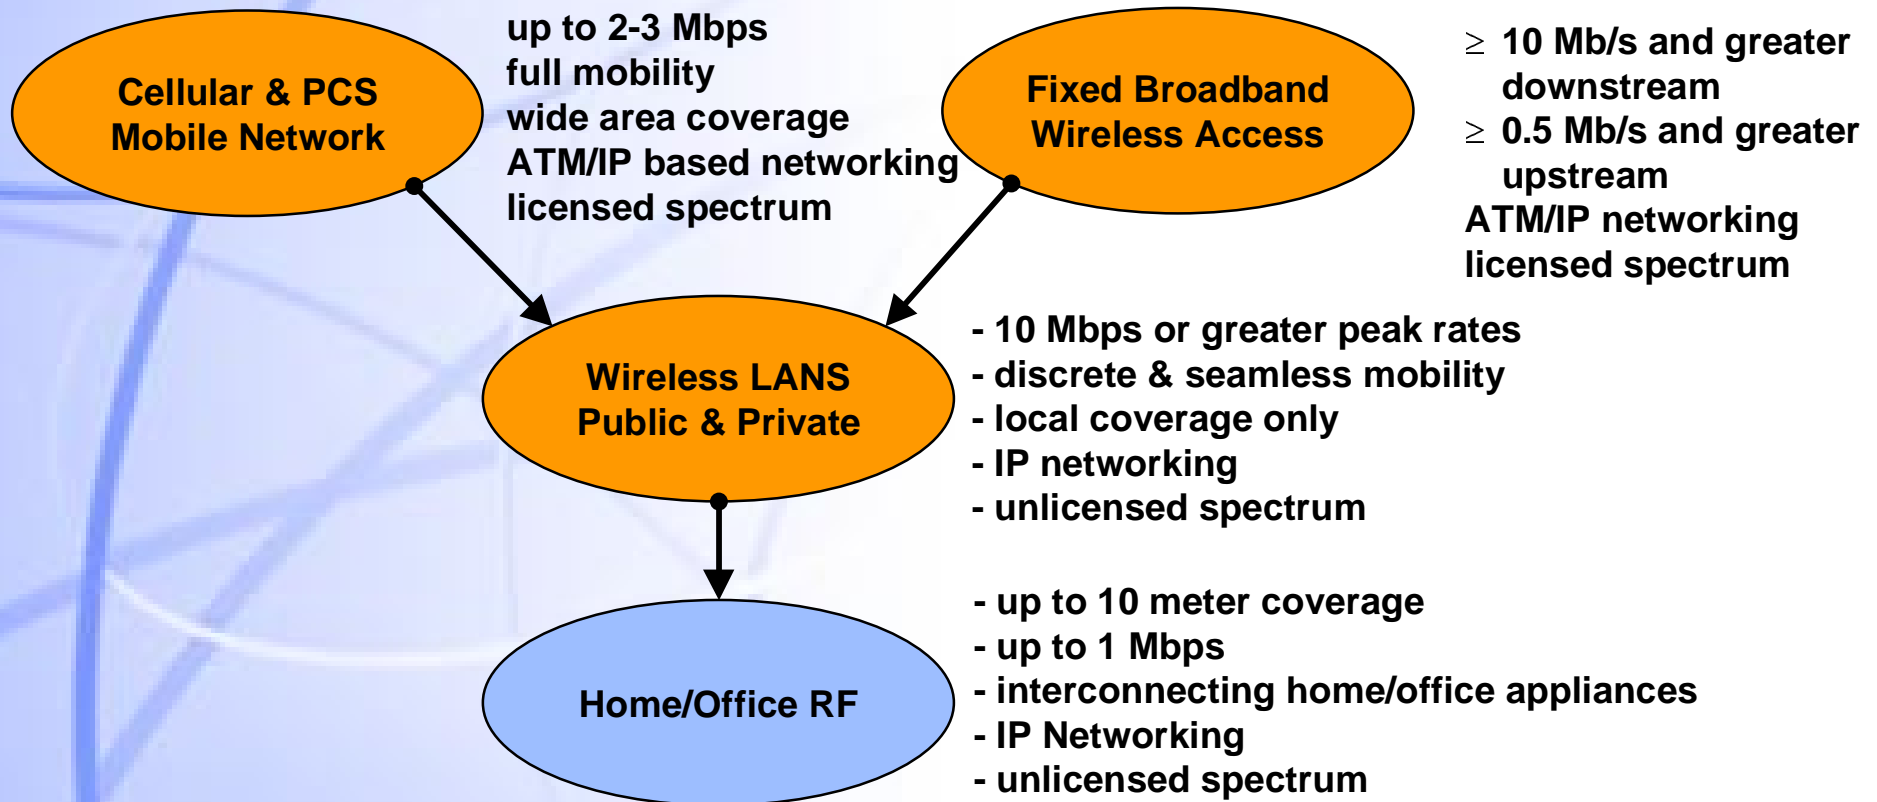 Cellular & PCS
Mobile Network
up to 2-3 Mbps
full mobility
wide area coverage
ATM/IP based networking
licensed spectrum
Fixed Broadband
Wireless Access
≥ 10 Mb/s and greater
downstream
≥ 0.5 Mb/s and greater
upstream
ATM/IP networking
licensed spectrum
Wireless LANS
Public & Private
- 10 Mbps or greater peak rates
- discrete & seamless mobility
- local coverage only
- IP networking
- unlicensed spectrum
Home/Office RF
- up to 10 meter coverage
- up to 1 Mbps
- interconnecting home/office appliances
- IP Networking
- unlicensed spectrum